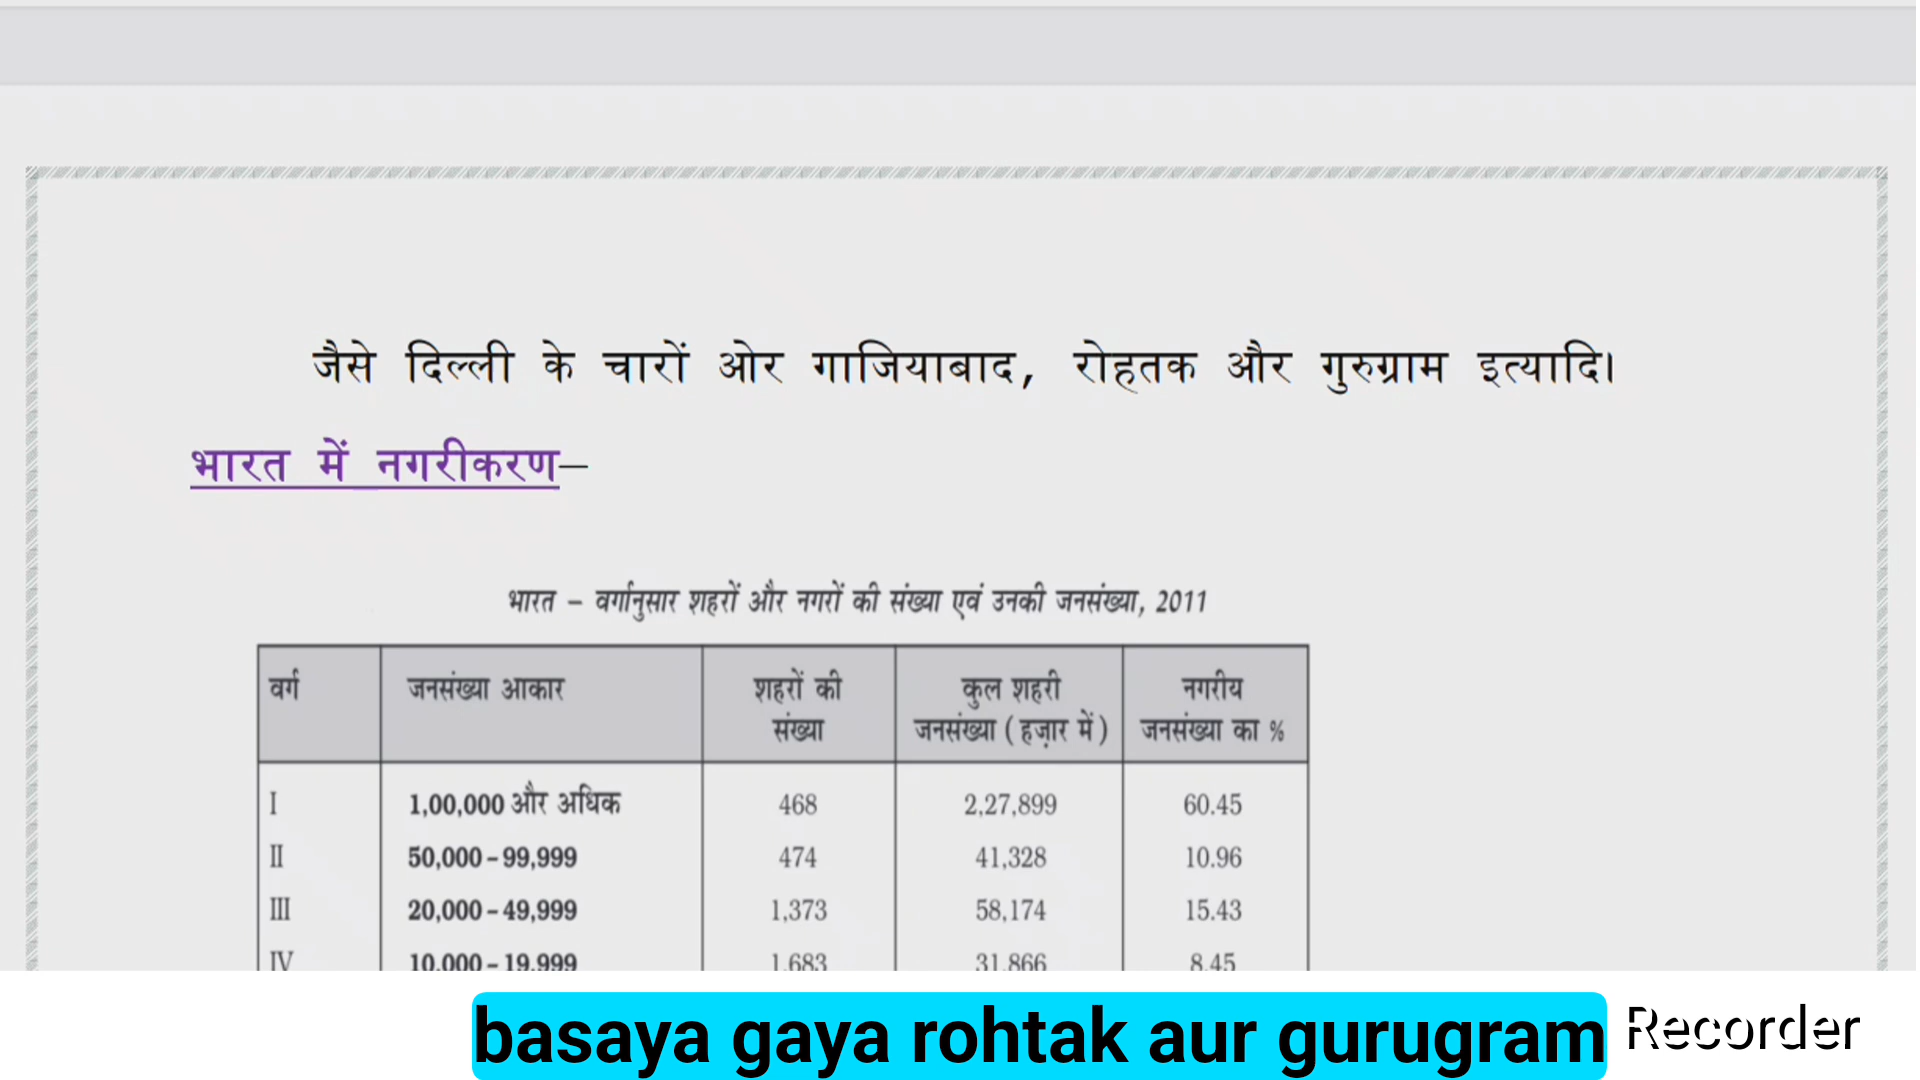 जैसे दिल्ली के चारों ओर गाजियाबाद, रोहतक और गुरुग्राम इत्यादि।
भारत में नगरीकरण—
भारत – वर्गानुसार शहरों और नगरों की संख्या एवं उनकी जनसंख्या, 2011
वर्ग जनसंख्या आकार शहरों की संख्या कुल शहरी जनसंख्या ( हज़ार में ) नगरीय जनसंख्या का %
I 1,00,000 और अधिक 468 2,27,899 60.45
II 50,000 – 99,999 474 41,328 10.96
III 20,000 – 49,999 1,373 58,174 15.43
IV 10,000 – 19,999 1,683 31,866 8.45
basaya gaya rohtak aur gurugram
Recorder